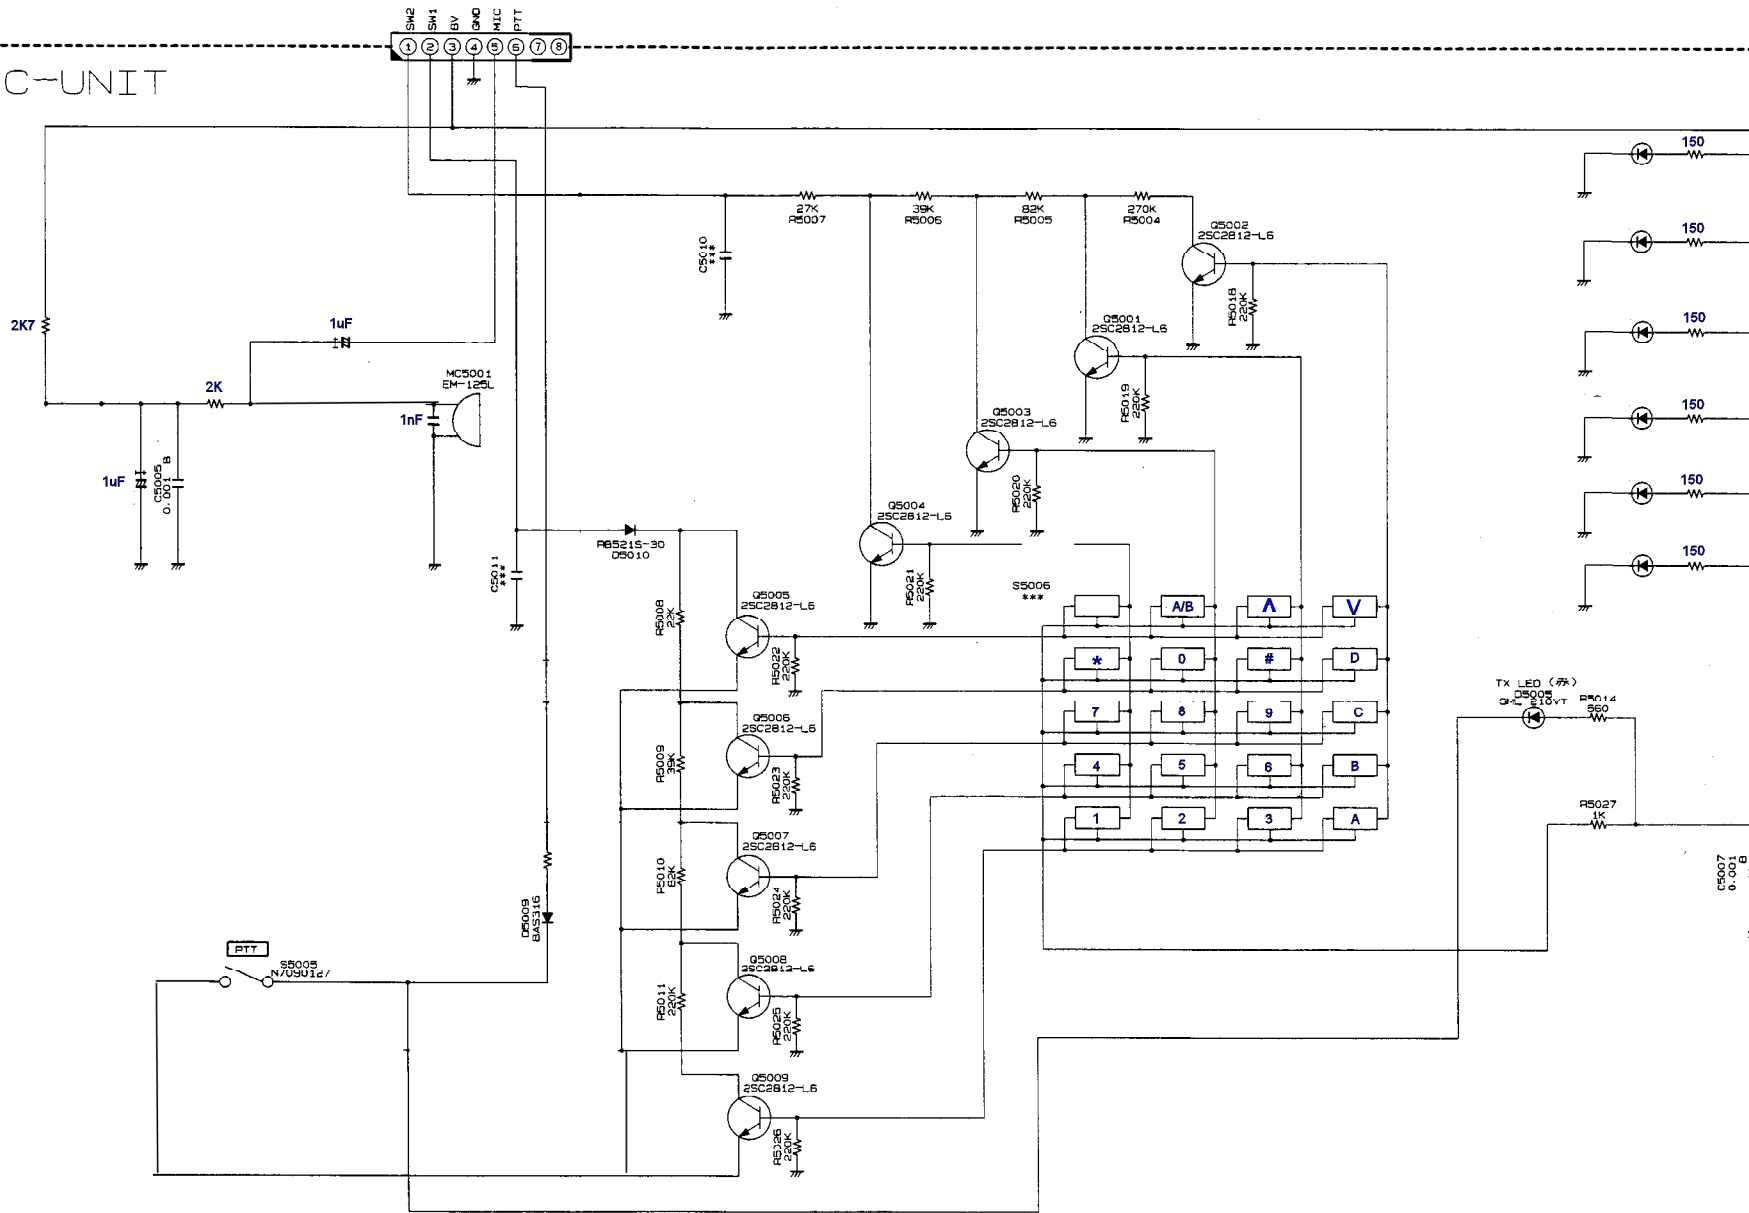 SW2
SW1
8V
GND
MIC
PTT
1 2 3 4 5 6 7 8
C-UNIT
150
27K
R5007
39K
R5006
82K
R5005
270K
R5004
Q5002
2SC2812-L6
150
C5010
***
R5018
220K
2K7
1uF
Q5001
2SC2812-L6
150
MC5001
EM-125L
2K
1nF
R5019
220K
Q5003
2SC2812-L6
150
1uF
C5005
0.001 B
R5020
220K
150
Q5004
2SC2812-L6
RB521S-30
D5010
150
C5011
***
R5021
220K
S5006
***
Q5005
2SC2812-L6
R5008
22K
A/B Λ V
R5022
220K
* 0 # D
TX LED (赤)
D5005
R5014
560
Q5006
2SC2812-L6
7 8 9 C
R5009
39K
R5023
220K
4 5 6 B
R5027
1K
1 2 3 A
Q5007
2SC2812-L6
R5010
82K
R5024
220K
C5007
0.001 B
D5009
BAS316
PTT
S5005
Q5008
2SC2812-L6
R5011
220K
R5025
220K
Q5009
2SC2812-L6
R5026
220K